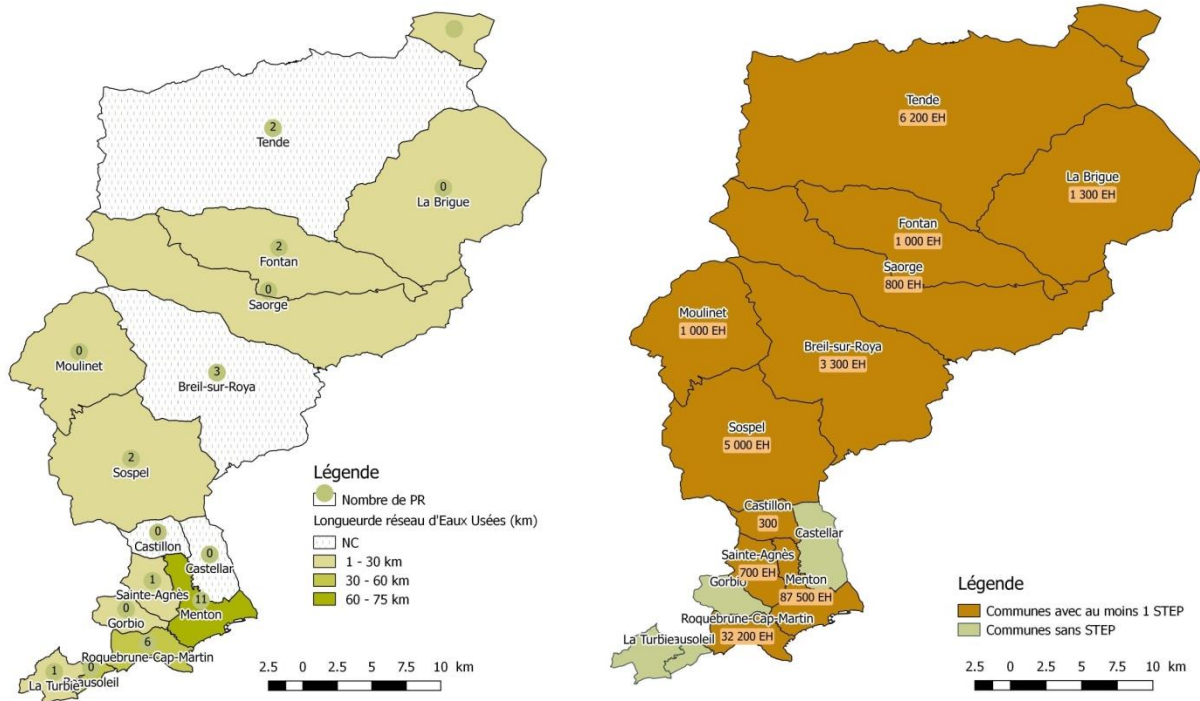 2
Tende
0
La Brigue
2
Fontan
0
Saorge
0
Moulinet
3
Breil-sur-Roya
2
Sospel
0
Castillon
0
Castellar
1
Sainte-Agnès
11
Menton
0
Gorbio
6
Roquebrune-Cap-Martin
1
La Turbie
0
Beausoleil
Légende
Nombre de PR
Longueurde réseau d'Eaux Usées (km)
NC
1 - 30 km
30 - 60 km
60 - 75 km
2.5 0 2.5 5 7.5 10 km
Tende
6 200 EH
La Brigue
1 300 EH
Fontan
1 000 EH
Saorge
800 EH
Moulinet
1 000 EH
Breil-sur-Roya
3 300 EH
Sospel
5 000 EH
Castillon
300
Castellar
Sainte-Agnès
700 EH
Menton
87 500 EH
Gorbio
Roquebrune-Cap-Martin
32 200 EH
La Turbie
ausoleil
Légende
Communes avec au moins 1 STEP
Communes sans STEP
2.5 0 2.5 5 7.5 10 km